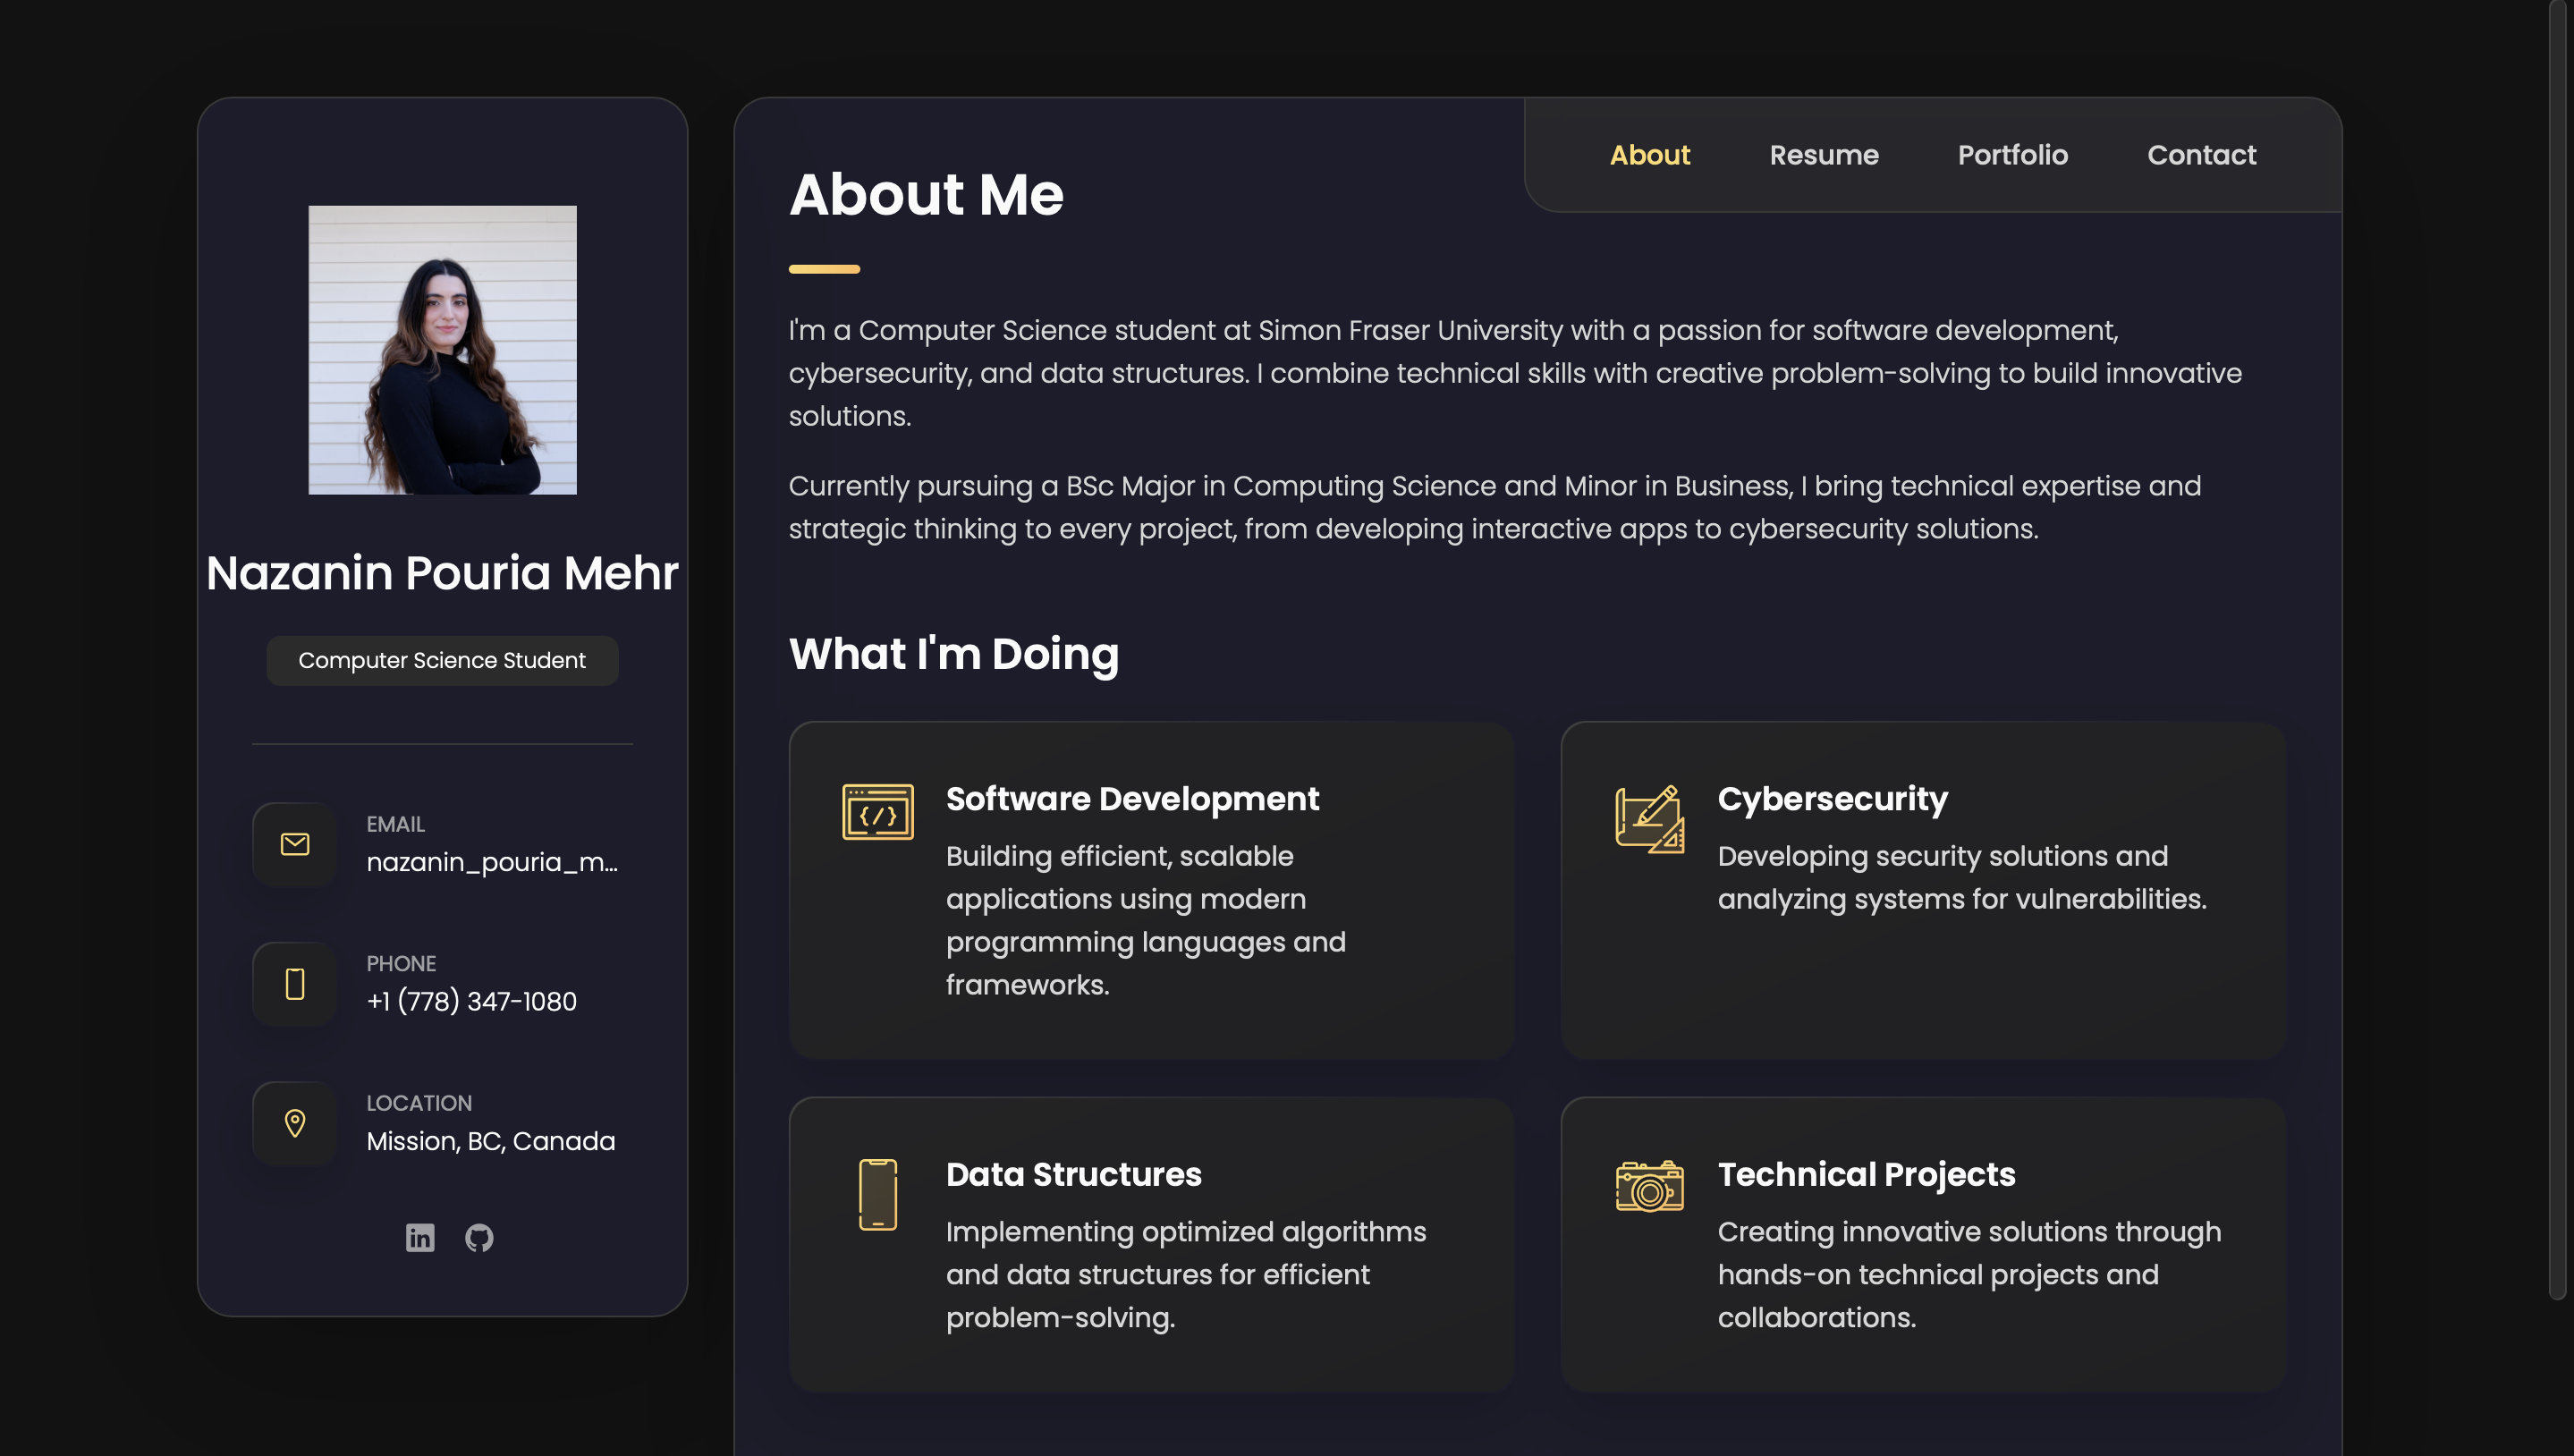 Nazanin Pouria Mehr
Computer Science Student
EMAIL
nazanin_pouria_m...
PHONE
+1 (778) 347-1080
LOCATION
Mission, BC, Canada
About
Resume
Portfolio
Contact
About Me
I'm a Computer Science student at Simon Fraser University with a passion for software development,
cybersecurity, and data structures. I combine technical skills with creative problem-solving to build innovative
solutions.
Currently pursuing a BSc Major in Computing Science and Minor in Business, I bring technical expertise and
strategic thinking to every project, from developing interactive apps to cybersecurity solutions.
What I'm Doing
Software Development
Building efficient, scalable
applications using modern
programming languages and
frameworks.
Cybersecurity
Developing security solutions and
analyzing systems for vulnerabilities.
Data Structures
Implementing optimized algorithms
and data structures for efficient
problem-solving.
Technical Projects
Creating innovative solutions through
hands-on technical projects and
collaborations.